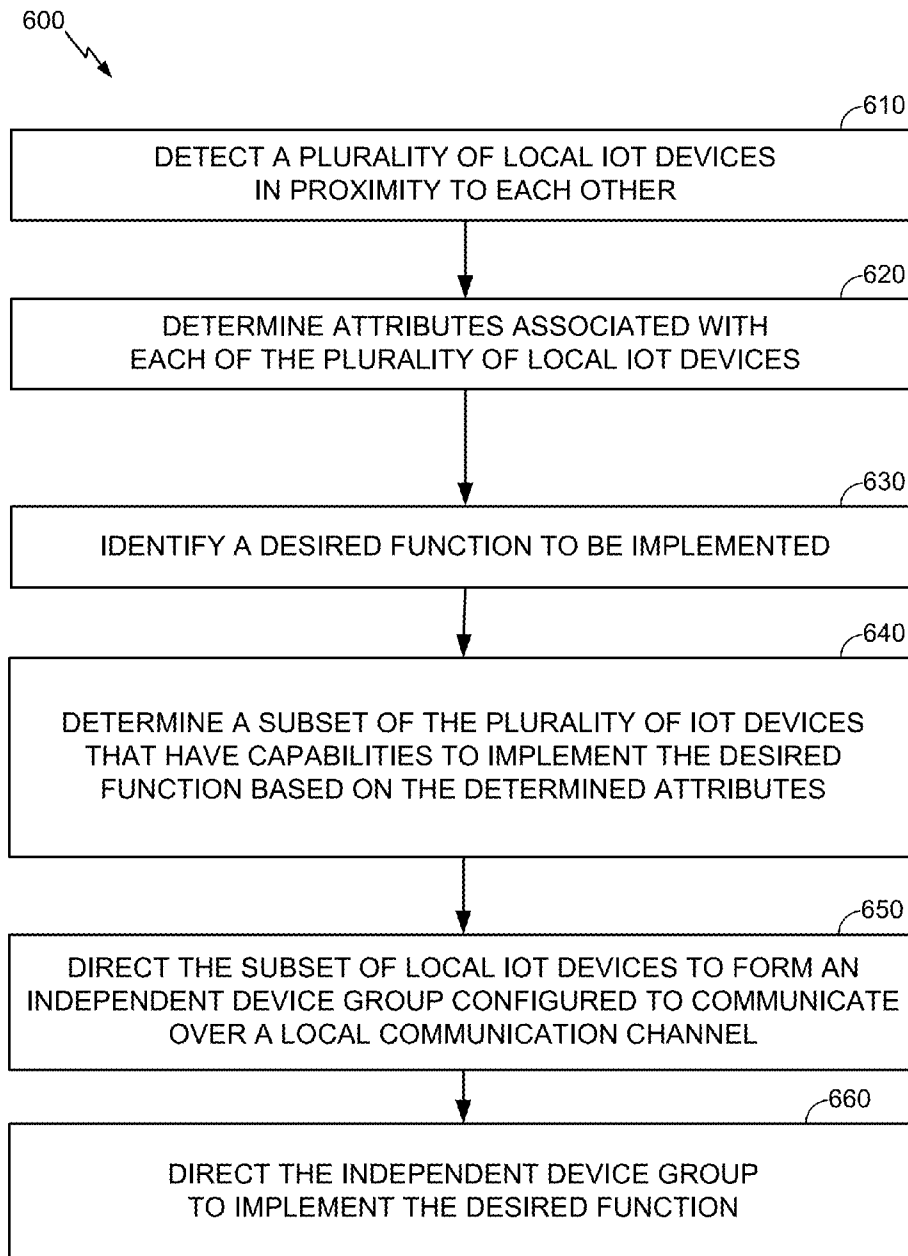 600
610
DETECT A PLURALITY OF LOCAL IOT DEVICES
IN PROXIMITY TO EACH OTHER
620
DETERMINE ATTRIBUTES ASSOCIATED WITH
EACH OF THE PLURALITY OF LOCAL IOT DEVICES
630
IDENTIFY A DESIRED FUNCTION TO BE IMPLEMENTED
640
DETERMINE A SUBSET OF THE PLURALITY OF IOT DEVICES
THAT HAVE CAPABILITIES TO IMPLEMENT THE DESIRED
FUNCTION BASED ON THE DETERMINED ATTRIBUTES
650
DIRECT THE SUBSET OF LOCAL IOT DEVICES TO FORM AN
INDEPENDENT DEVICE GROUP CONFIGURED TO COMMUNICATE
OVER A LOCAL COMMUNICATION CHANNEL
660
DIRECT THE INDEPENDENT DEVICE GROUP
TO IMPLEMENT THE DESIRED FUNCTION